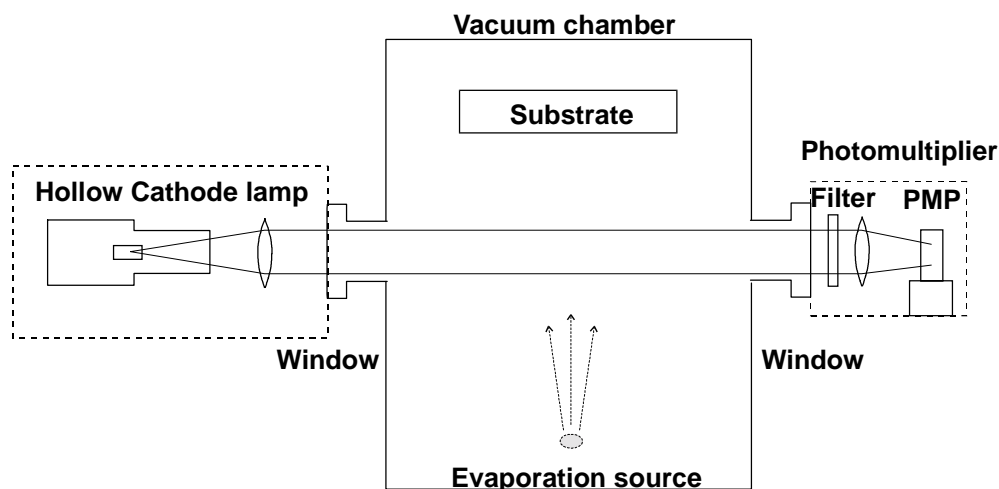 Vacuum chamber
Substrate
Photomultiplier
Hollow Cathode lamp
Filter
PMP
Window
Window
Evaporation source